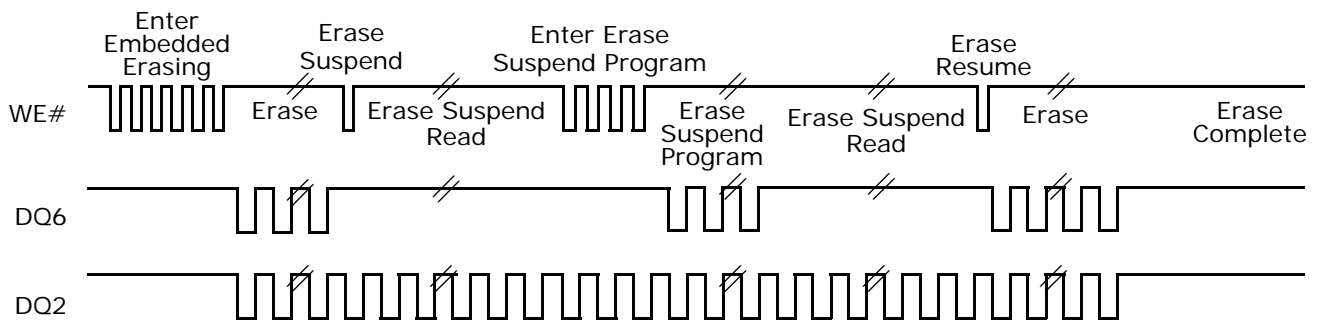 Enter
Embedded
Erasing
Erase
Suspend
Enter Erase
Suspend Program
Erase
Resume
WE#
Erase
Erase Suspend
Read
Erase
Suspend
Program
Erase Suspend
Read
Erase
Erase
Complete
DQ6
DQ2